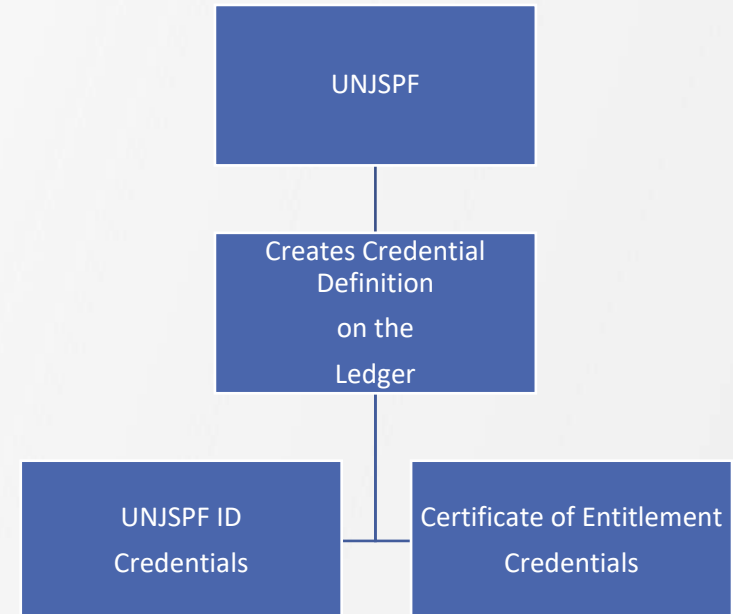 UNJSPF
Creates Credential
Definition
on the
Ledger
UNJSPF ID
Credentials
Certificate of Entitlement
Credentials